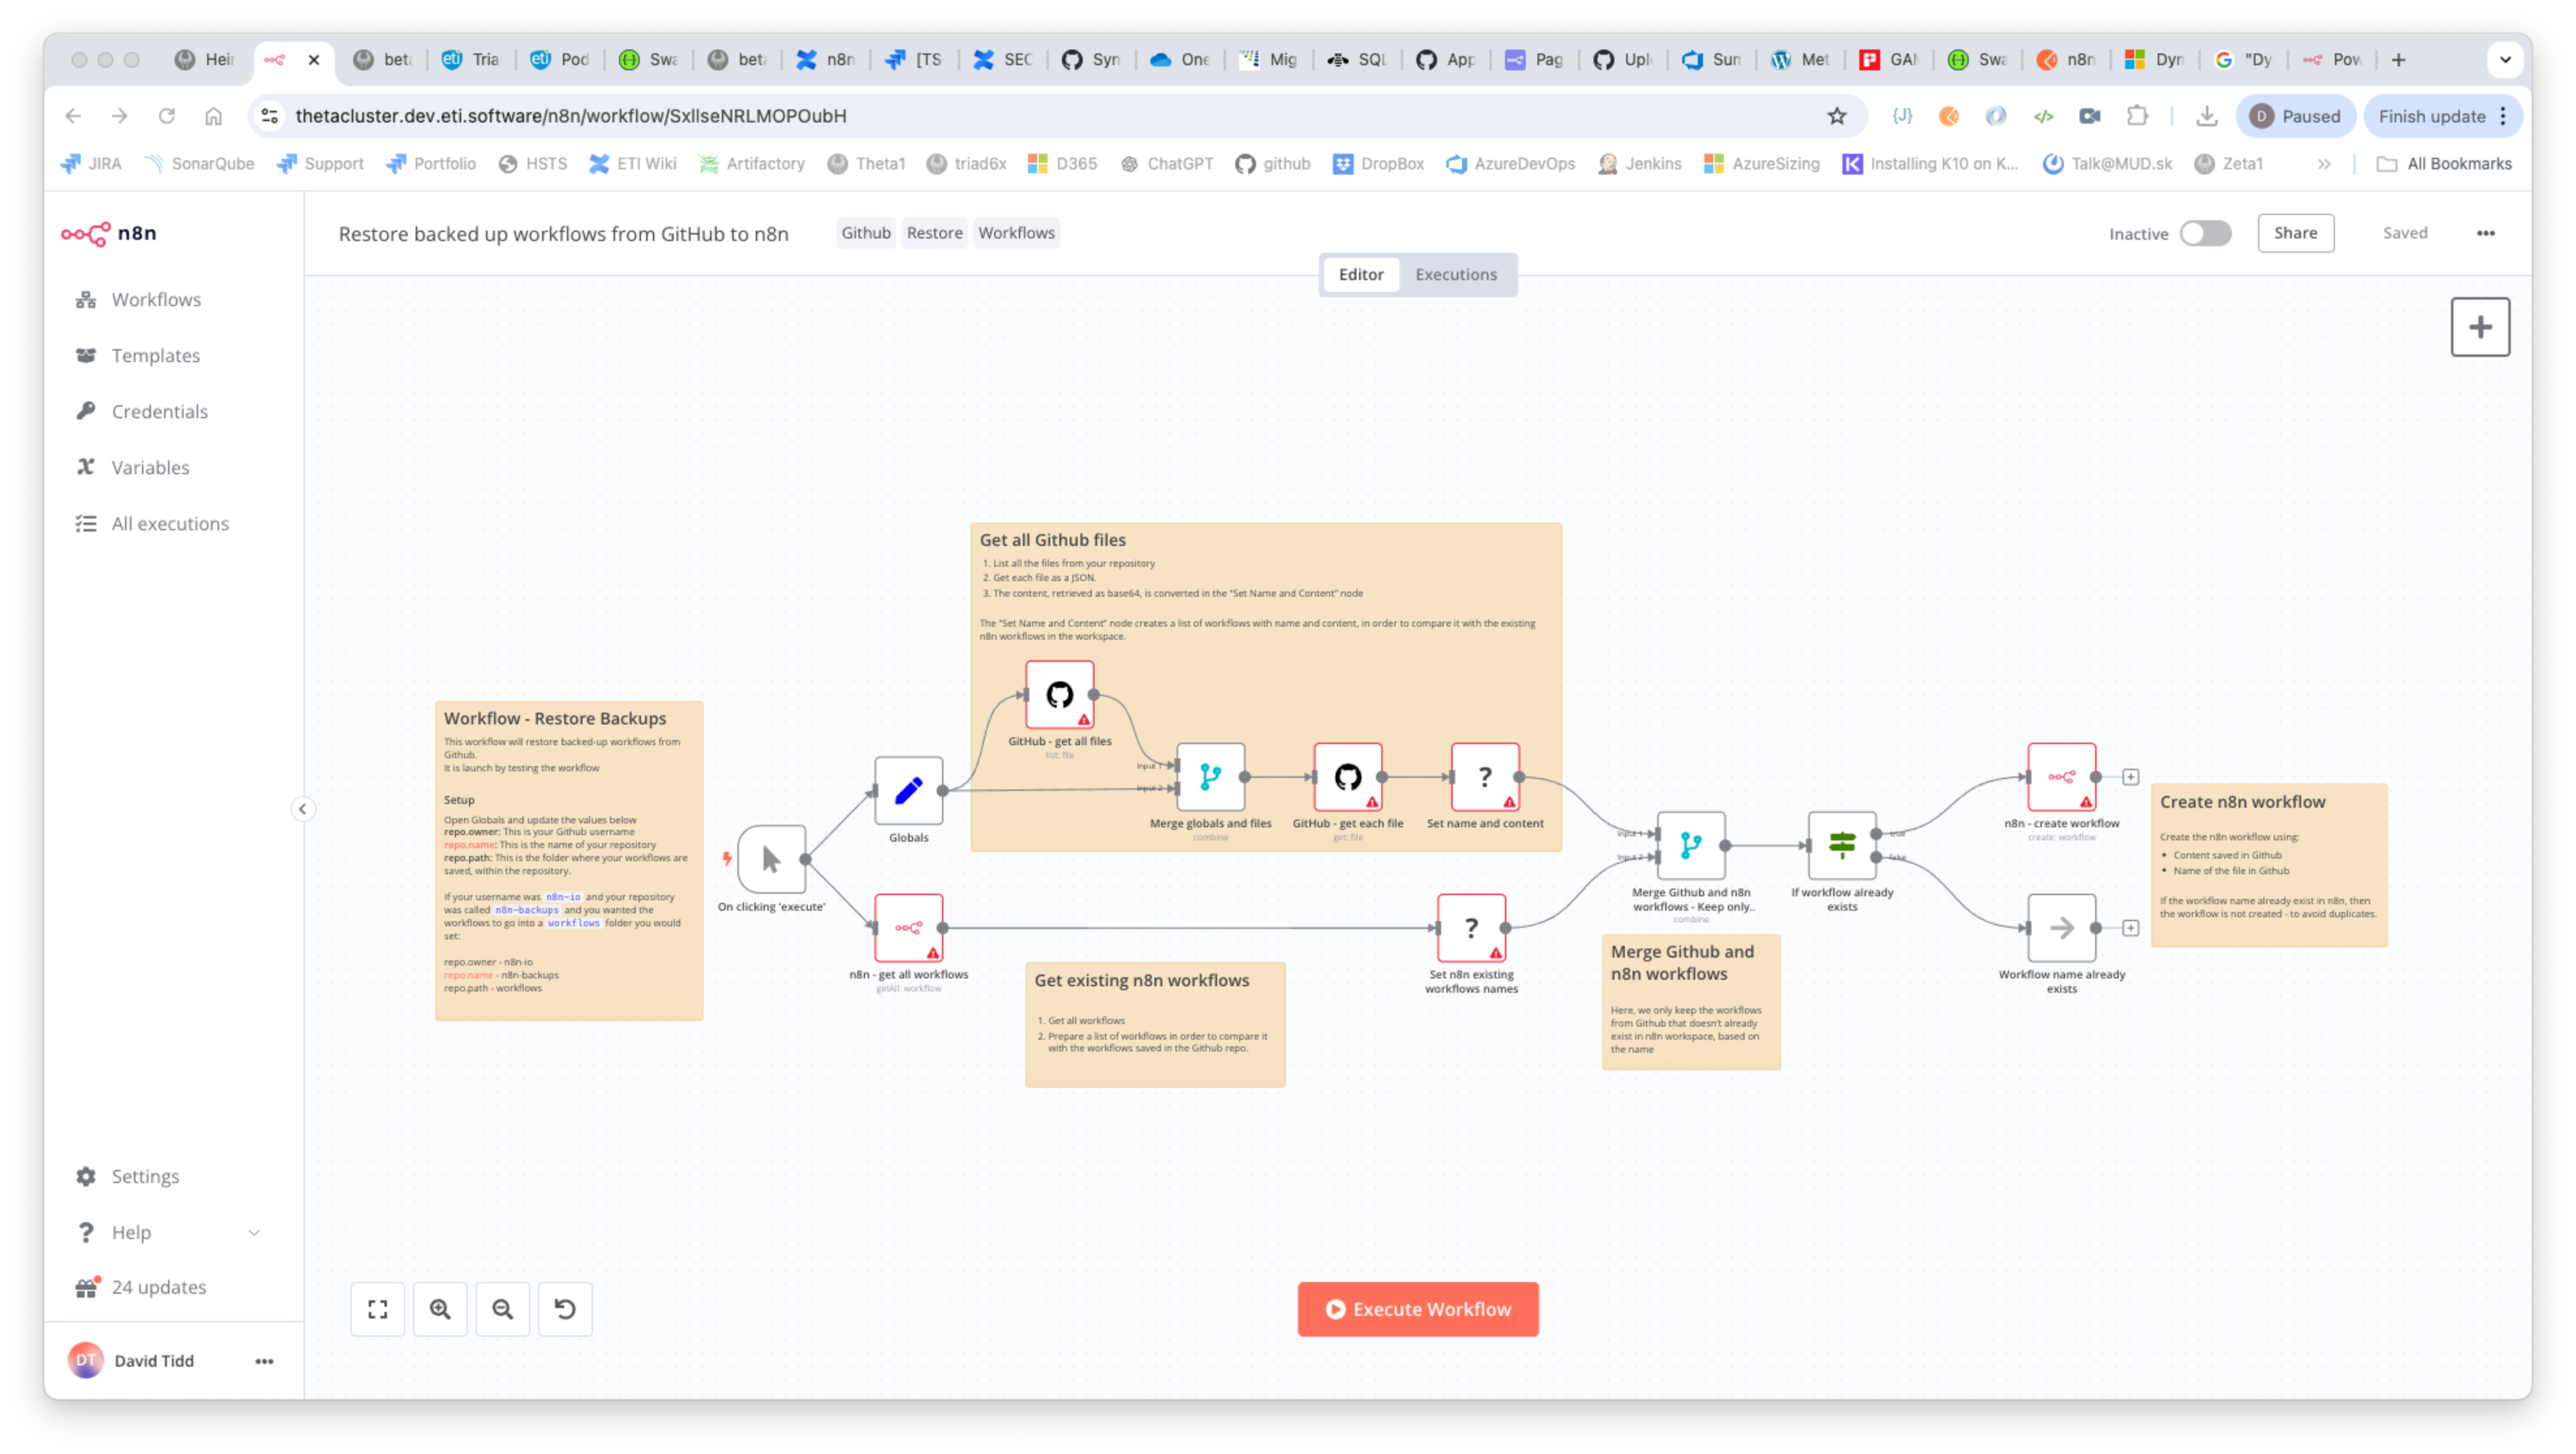 Hein
beta
Tria
Pod
Swa
beta
n8n
[TS
SEC
Syn
One
Mig
SQL
App
Pag
Uplo
Sum
Met
GAM
Swa
n8n
Dyn
"Dy
Pow
thetacluster.dev.eti.software/n8n/workflow/SxllseNRLMOPOubH
Paused
Finish update
JIRA
SonarQube
Support
Portfolio
HSTS
ETI Wiki
Artifactory
Theta1
triad6x
D365
ChatGPT
github
DropBox
AzureDevOps
Jenkins
AzureSizing
Installing K10 on K...
Talk@MUD.sk
Zeta1
All Bookmarks
n8n
Restore backed up workflows from GitHub to n8n
Github
Restore
Workflows
Inactive
Share
Saved
Editor
Executions
Workflows
Templates
Credentials
Variables
All executions
Get all Github files
1. List all the files from your repository
2. Get each file as a JSON.
3. The content, retrieved as base64, is converted in the "Set Name and Content" node
The "Set Name and Content" node creates a list of workflows with name and content, in order to compare it with the existing
n8n workflows in the workspace.
GitHub - get all files
list: file
Workflow - Restore Backups
This workflow will restore backed-up workflows from
Github.
It is launch by testing the workflow
Setup
Open Globals and update the values below
repo.owner: This is your Github username
repo.name: This is the name of your repository
repo.path: This is the folder where your workflows are
saved, within the repository.
If your username was n8n-io and your repository
was called n8n-backups and you wanted the
workflows to go into a workflows folder you would
set:
repo.owner - n8n-io
repo.name - n8n-backups
repo.path - workflows
On clicking 'execute'
Globals
Input 1
Input 2
Merge globals and files
combine
GitHub - get each file
get: file
Set name and content
n8n - get all workflows
getAll: workflow
Get existing n8n workflows
1. Get all workflows
2. Prepare a list of workflows in order to compare it
with the workflows saved in the Github repo.
Set n8n existing
workflows names
Input 1
Input 2
Merge Github and n8n
workflows - Keep only..
combine
Merge Github and
n8n workflows
Here, we only keep the workflows
from Github that doesn't already
exist in n8n workspace, based on
the name
If workflow already
exists
true
false
n8n - create workflow
create: workflow
Workflow name already
exists
Create n8n workflow
Create the n8n workflow using:
• Content saved in Github
• Name of the file in Github
If the workflow name already exist in n8n, then
the workflow is not created - to avoid duplicates.
Settings
Help
24 updates
DT
David Tidd
Execute Workflow